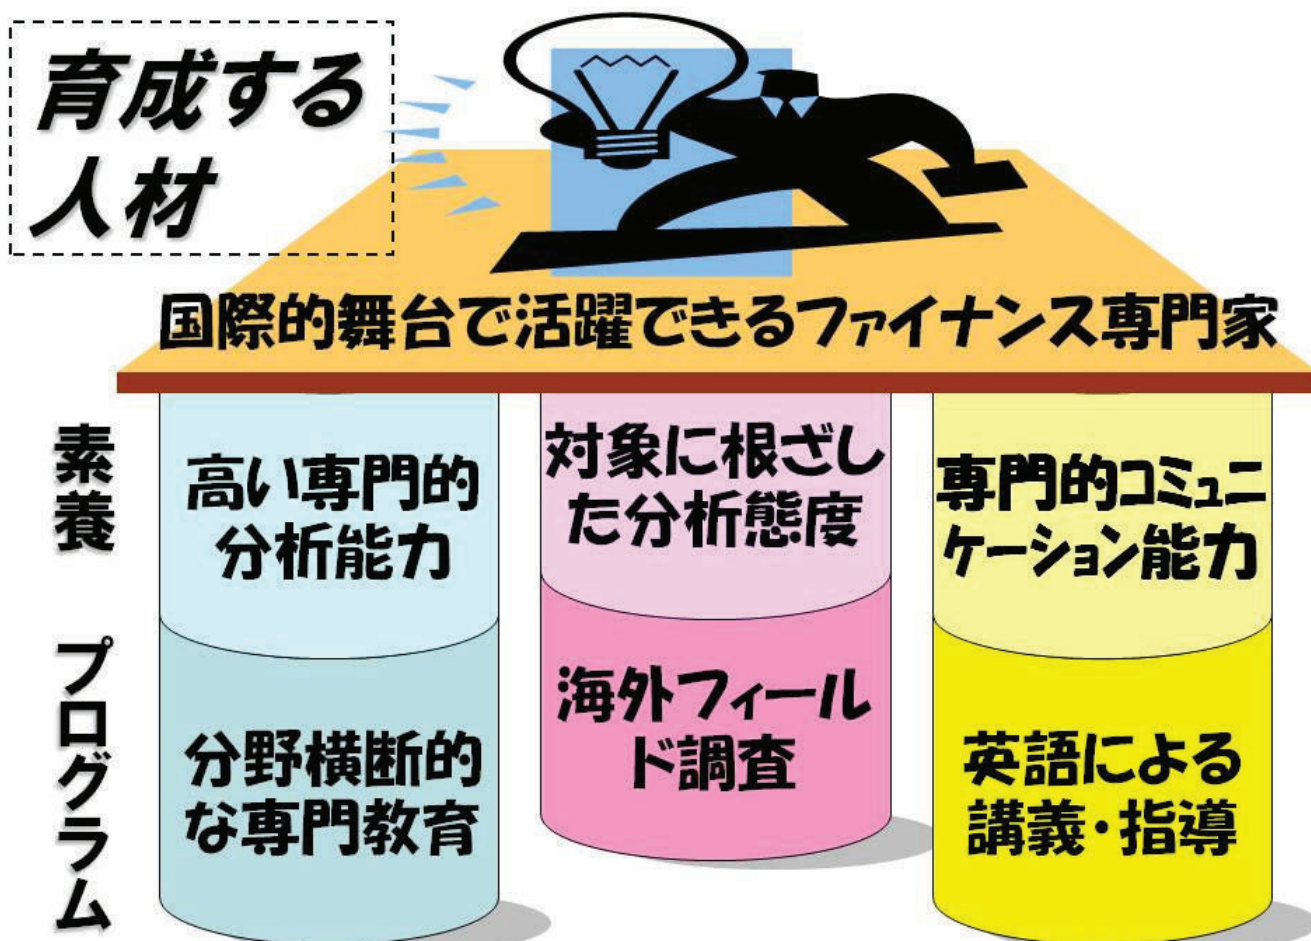 育成する
人材
国際的舞台で活躍できるファイナンス専門家
素養
高い専門的
分析能力
対象に根ざし
た分析態度
専門的コミュニ
ケーション能力
プログラム
分野横断的
な専門教育
海外フィール
ド調査
英語による
講義・指導